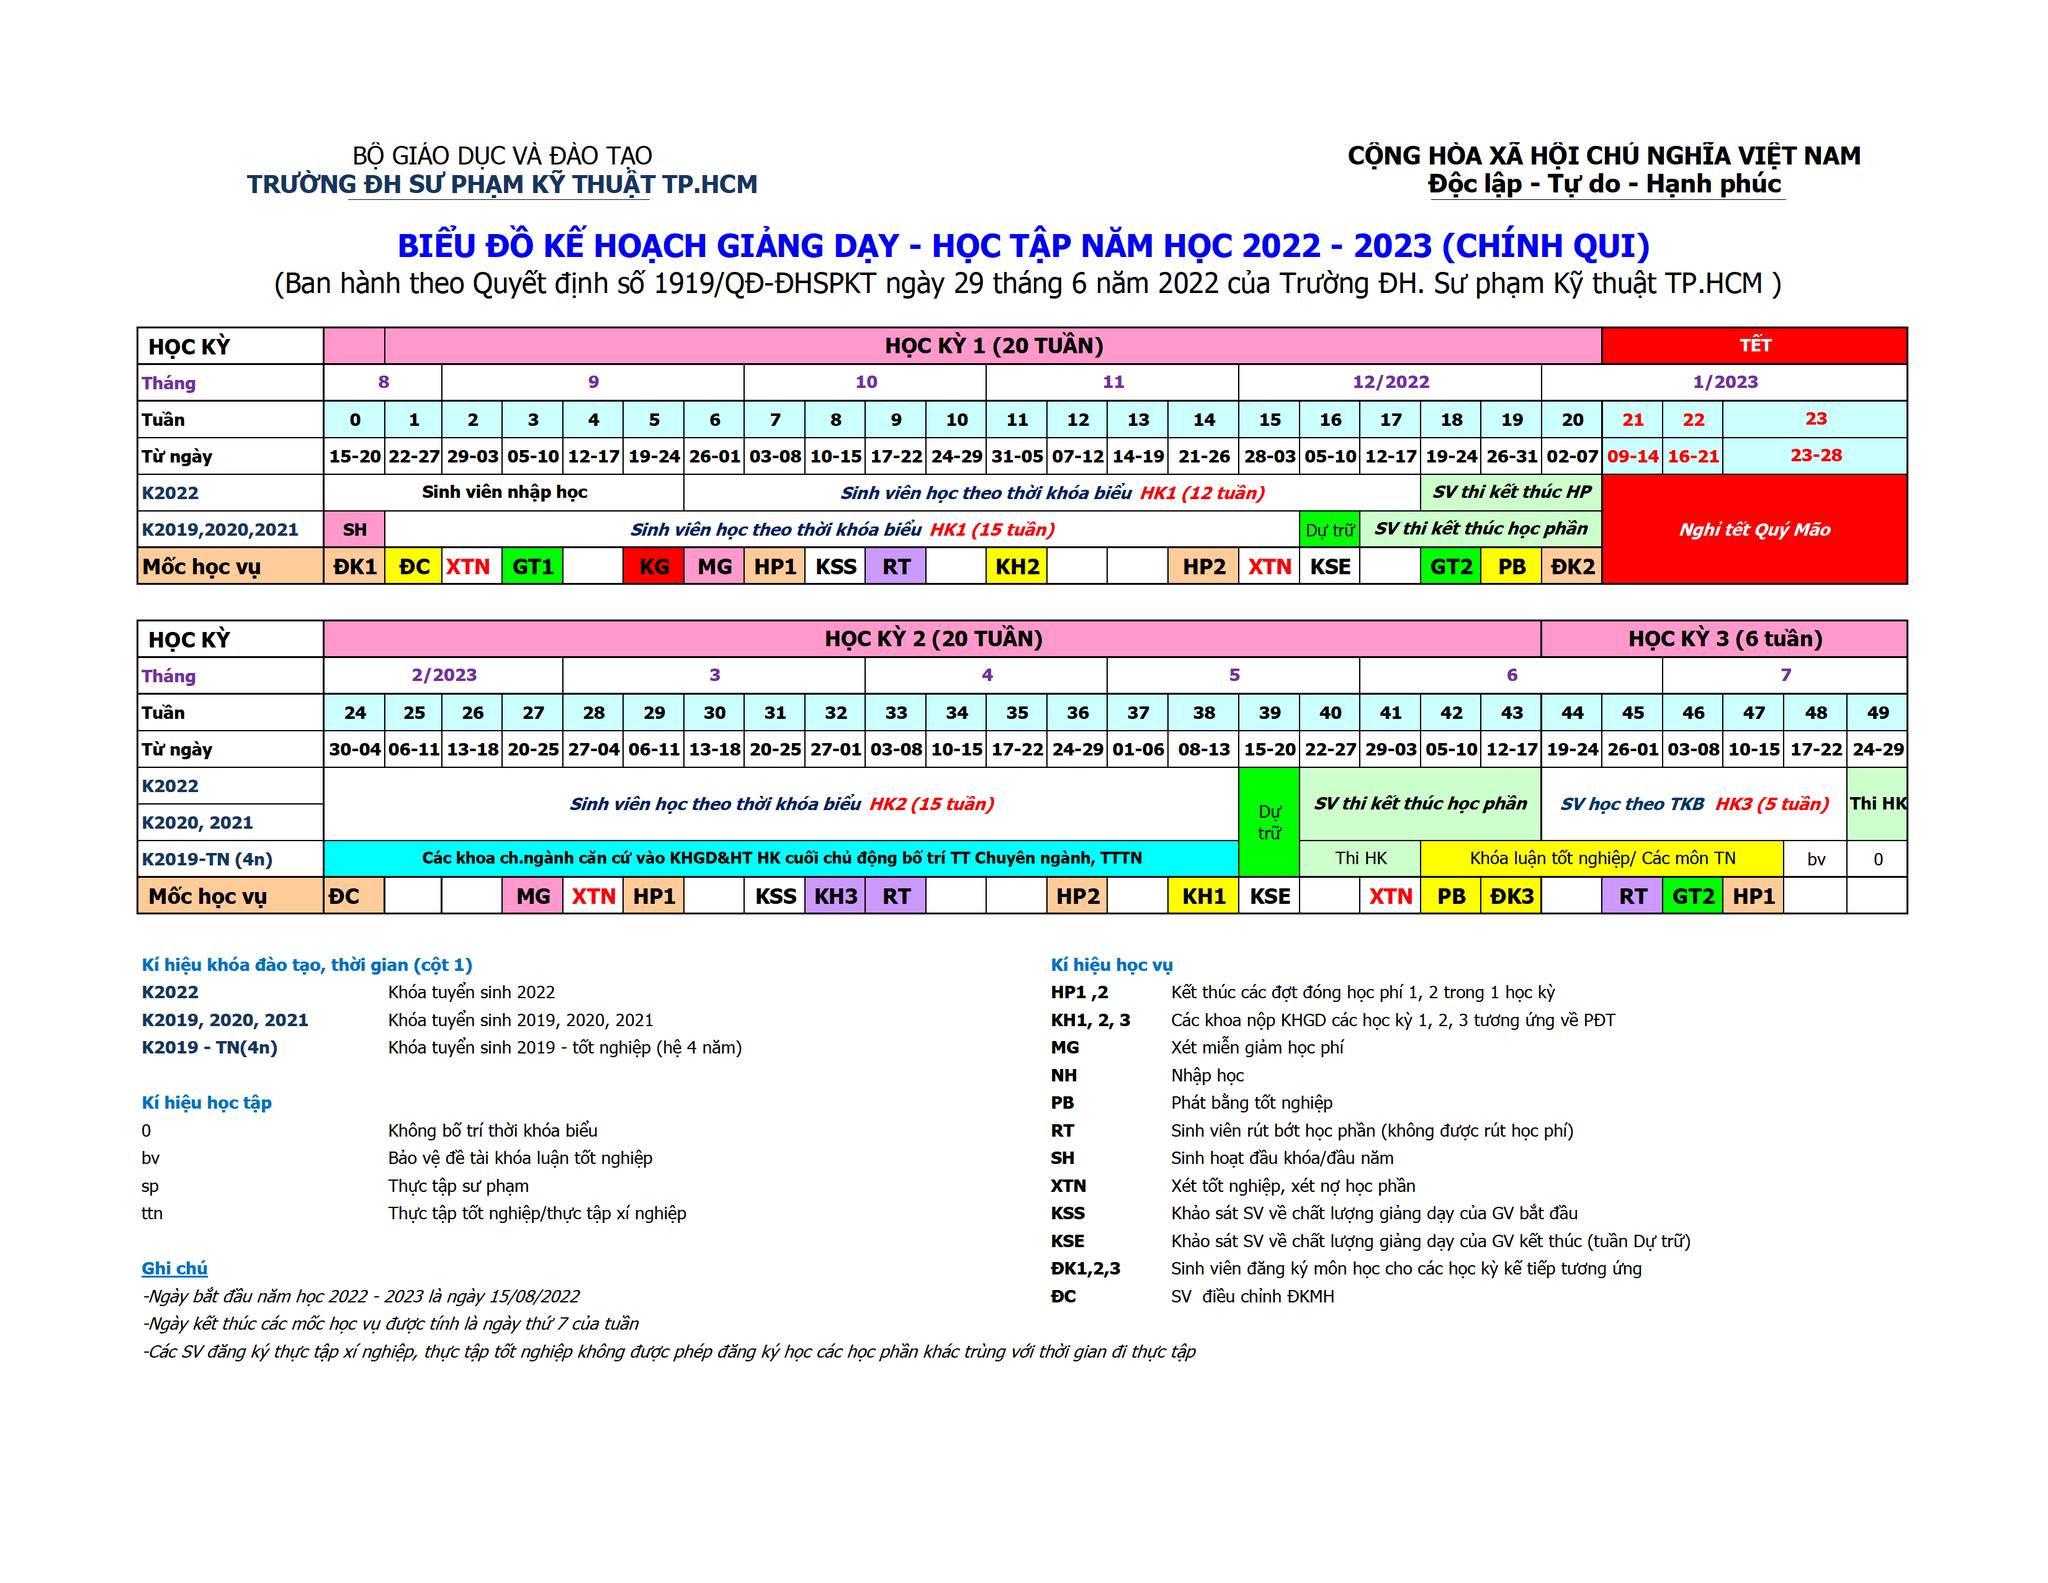 BỘ GIÁO DỤC VÀ ĐÀO TẠO
TRƯỜNG ĐH SƯ PHẠM KỸ THUẬT TP.HCM
CỘNG HÒA XÃ HỘI CHỦ NGHĨA VIỆT NAM
Độc lập - Tự do - Hạnh phúc
BIỂU ĐỒ KẾ HOẠCH GIẢNG DẠY - HỌC TẬP NĂM HỌC 2022 - 2023 (CHÍNH QUI)
(Ban hành theo Quyết định số 1919/QĐ-ĐHSPKT ngày 29 tháng 6 năm 2022 của Trường ĐH. Sư phạm Kỹ thuật TP.HCM )
HỌC KỲ HỌC KỲ 1 (20 TUẦN) TẾT
Tháng 8 9 10 11 12/2022 1/2023
Tuần 0 1 2 3 4 5 6 7 8 9 10 11 12 13 14 15 16 17 18 19 20 21 22 23
Từ ngày 15-20 22-27 29-03 05-10 12-17 19-24 26-01 03-08 10-15 17-22 24-29 31-05 07-12 14-19 21-26 28-03 05-10 12-17 19-24 26-31 02-07 09-14 16-21 23-28
K2022 Sinh viên nhập học Sinh viên học theo thời khóa biểu HK1 (12 tuần) SV thi kết thúc HP
K2019,2020,2021 SH Sinh viên học theo thời khóa biểu HK1 (15 tuần) Dự trữ SV thi kết thúc học phần Nghỉ tết Quý Mão
Mốc học vụ ĐK1 ĐC XTN GT1 KG MG HP1 KSS RT KH2 HP2 XTN KSE GT2 PB ĐK2
HỌC KỲ HỌC KỲ 2 (20 TUẦN) HỌC KỲ 3 (6 tuần)
Tháng 2/2023 3 4 5 6 7
Tuần 24 25 26 27 28 29 30 31 32 33 34 35 36 37 38 39 40 41 42 43 44 45 46 47 48 49
Từ ngày 30-04 06-11 13-18 20-25 27-04 06-11 13-18 20-25 27-01 03-08 10-15 17-22 24-29 01-06 08-13 15-20 22-27 29-03 05-10 12-17 19-24 26-01 03-08 10-15 17-22 24-29
K2022
Sinh viên học theo thời khóa biểu HK2 (15 tuần) Dự trữ SV thi kết thúc học phần SV học theo TKB HK3 (5 tuần) Thi HK
K2020, 2021
K2019-TN (4n) Các khoa ch.ngành căn cứ vào KHGD&HT HK cuối chủ động bố trí TT Chuyên ngành, TTTN Thi HK Khóa luận tốt nghiệp/ Các môn TN bv 0
Mốc học vụ ĐC MG XTN HP1 KSS KH3 RT HP2 KH1 KSE XTN PB ĐK3 RT GT2 HP1
Kí hiệu khóa đào tạo, thời gian (cột 1)
K2022 Khóa tuyển sinh 2022
K2019, 2020, 2021 Khóa tuyển sinh 2019, 2020, 2021
K2019 - TN(4n) Khóa tuyển sinh 2019 - tốt nghiệp (hệ 4 năm)
Kí hiệu học tập
0 Không bố trí thời khóa biểu
bv Bảo vệ đề tài khóa luận tốt nghiệp
sp Thực tập sư phạm
ttn Thực tập tốt nghiệp/thực tập xí nghiệp
Kí hiệu học vụ
HP1 ,2 Kết thúc các đợt đóng học phí 1, 2 trong 1 học kỳ
KH1, 2, 3 Các khoa nộp KHGD các học kỳ 1, 2, 3 tương ứng về PĐT
MG Xét miễn giảm học phí
NH Nhập học
PB Phát bằng tốt nghiệp
RT Sinh viên rút bớt học phần (không được rút học phí)
SH Sinh hoạt đầu khóa/đầu năm
XTN Xét tốt nghiệp, xét nợ học phần
KSS Khảo sát SV về chất lượng giảng dạy của GV bắt đầu
KSE Khảo sát SV về chất lượng giảng dạy của GV kết thúc (tuần Dự trữ)
ĐK1,2,3 Sinh viên đăng ký môn học cho các học kỳ kế tiếp tương ứng
ĐC SV điều chỉnh ĐKMH
Ghi chú
-Ngày bắt đầu năm học 2022 - 2023 là ngày 15/08/2022
-Ngày kết thúc các mốc học vụ được tính là ngày thứ 7 của tuần
-Các SV đăng ký thực tập xí nghiệp, thực tập tốt nghiệp không được phép đăng ký học các học phần khác trùng với thời gian đi thực tập